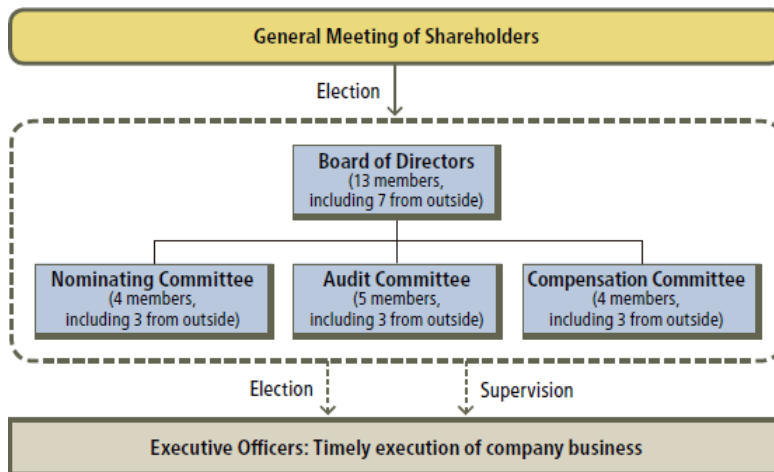 General Meeting of Shareholders
Election
Board of Directors
(13 members,
including 7 from outside)
Nominating Committee
(4 members,
including 3 from outside)
Audit Committee
(5 members,
including 3 from outside)
Compensation Committee
(4 members,
including 3 from outside)
Election
Supervision
Executive Officers: Timely execution of company business